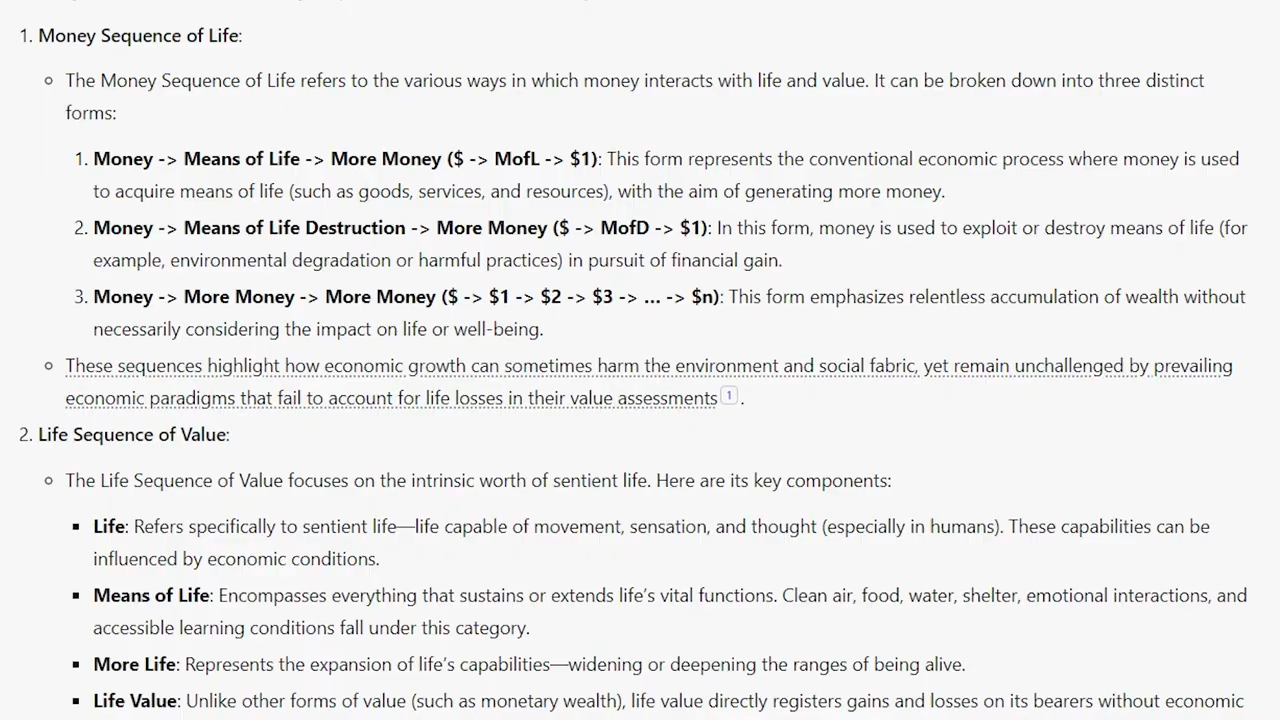 1. Money Sequence of Life:
The Money Sequence of Life refers to the various ways in which money interacts with life and value. It can be broken down into three distinct
forms:
1. Money -> Means of Life -> More Money ($ -> MofL -> $1): This form represents the conventional economic process where money is used
to acquire means of life (such as goods, services, and resources), with the aim of generating more money.
2. Money -> Means of Life Destruction -> More Money ($ -> MofD -> $1): In this form, money is used to exploit or destroy means of life (for
example, environmental degradation or harmful practices) in pursuit of financial gain.
3. Money -> More Money -> More Money ($ -> $1 -> $2 -> $3 -> ... -> $n): This form emphasizes relentless accumulation of wealth without
necessarily considering the impact on life or well-being.
These sequences highlight how economic growth can sometimes harm the environment and social fabric, yet remain unchallenged by prevailing
economic paradigms that fail to account for life losses in their value assessments 1 .
2. Life Sequence of Value:
The Life Sequence of Value focuses on the intrinsic worth of sentient life. Here are its key components:
Life: Refers specifically to sentient life—life capable of movement, sensation, and thought (especially in humans). These capabilities can be
influenced by economic conditions.
Means of Life: Encompasses everything that sustains or extends life's vital functions. Clean air, food, water, shelter, emotional interactions, and
accessible learning conditions fall under this category.
More Life: Represents the expansion of life's capabilities—widening or deepening the ranges of being alive.
Life Value: Unlike other forms of value (such as monetary wealth), life value directly registers gains and losses on its bearers without economic